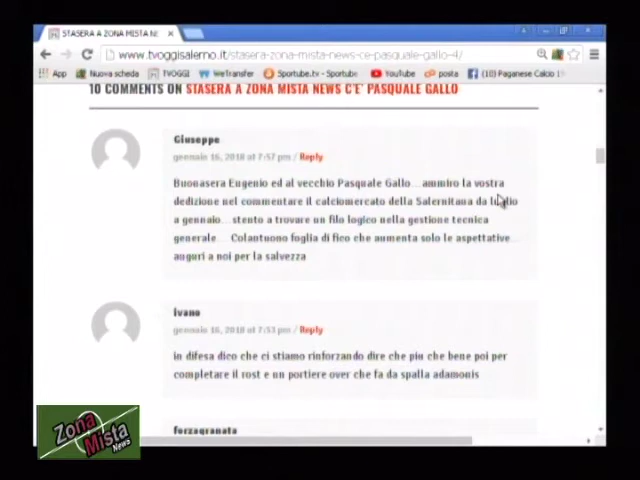 STASERA A ZONA MISTA NE
www.tvoggisalerno.it/stasera-zona-mista-news-ce-pasquale-gallo-4/
App Nuova scheda TVOGGI WeTransfer Sportube.tv - Sportube YouTube posta (10) Paganese Calcio 19
10 COMMENTS ON STASERA A ZONA MISTA NEWS C'E' PASQUALE GALLO
Giuseppe
gennaio 16, 2018 at 7:57 pm / Reply
Buonasera Eugenio ed al vecchio Pasquale Gallo...ammiro la vostra
dedizione nel commentare il calciomercato della Salernitana da luglio
a gennaio...stento a trovare un filo logico nella gestione tecnica
generale... Colantuono foglia di fico che aumenta solo le aspettative...
auguri a noi per la salvezza
ivano
gennaio 16, 2018 at 7:53 pm / Reply
in difesa dico che ci stiamo rinforzando dire che piu che bene poi per
completare il rost e un portiere over che fa da spalla adamonis
forzagranata
Zona
Mista
News